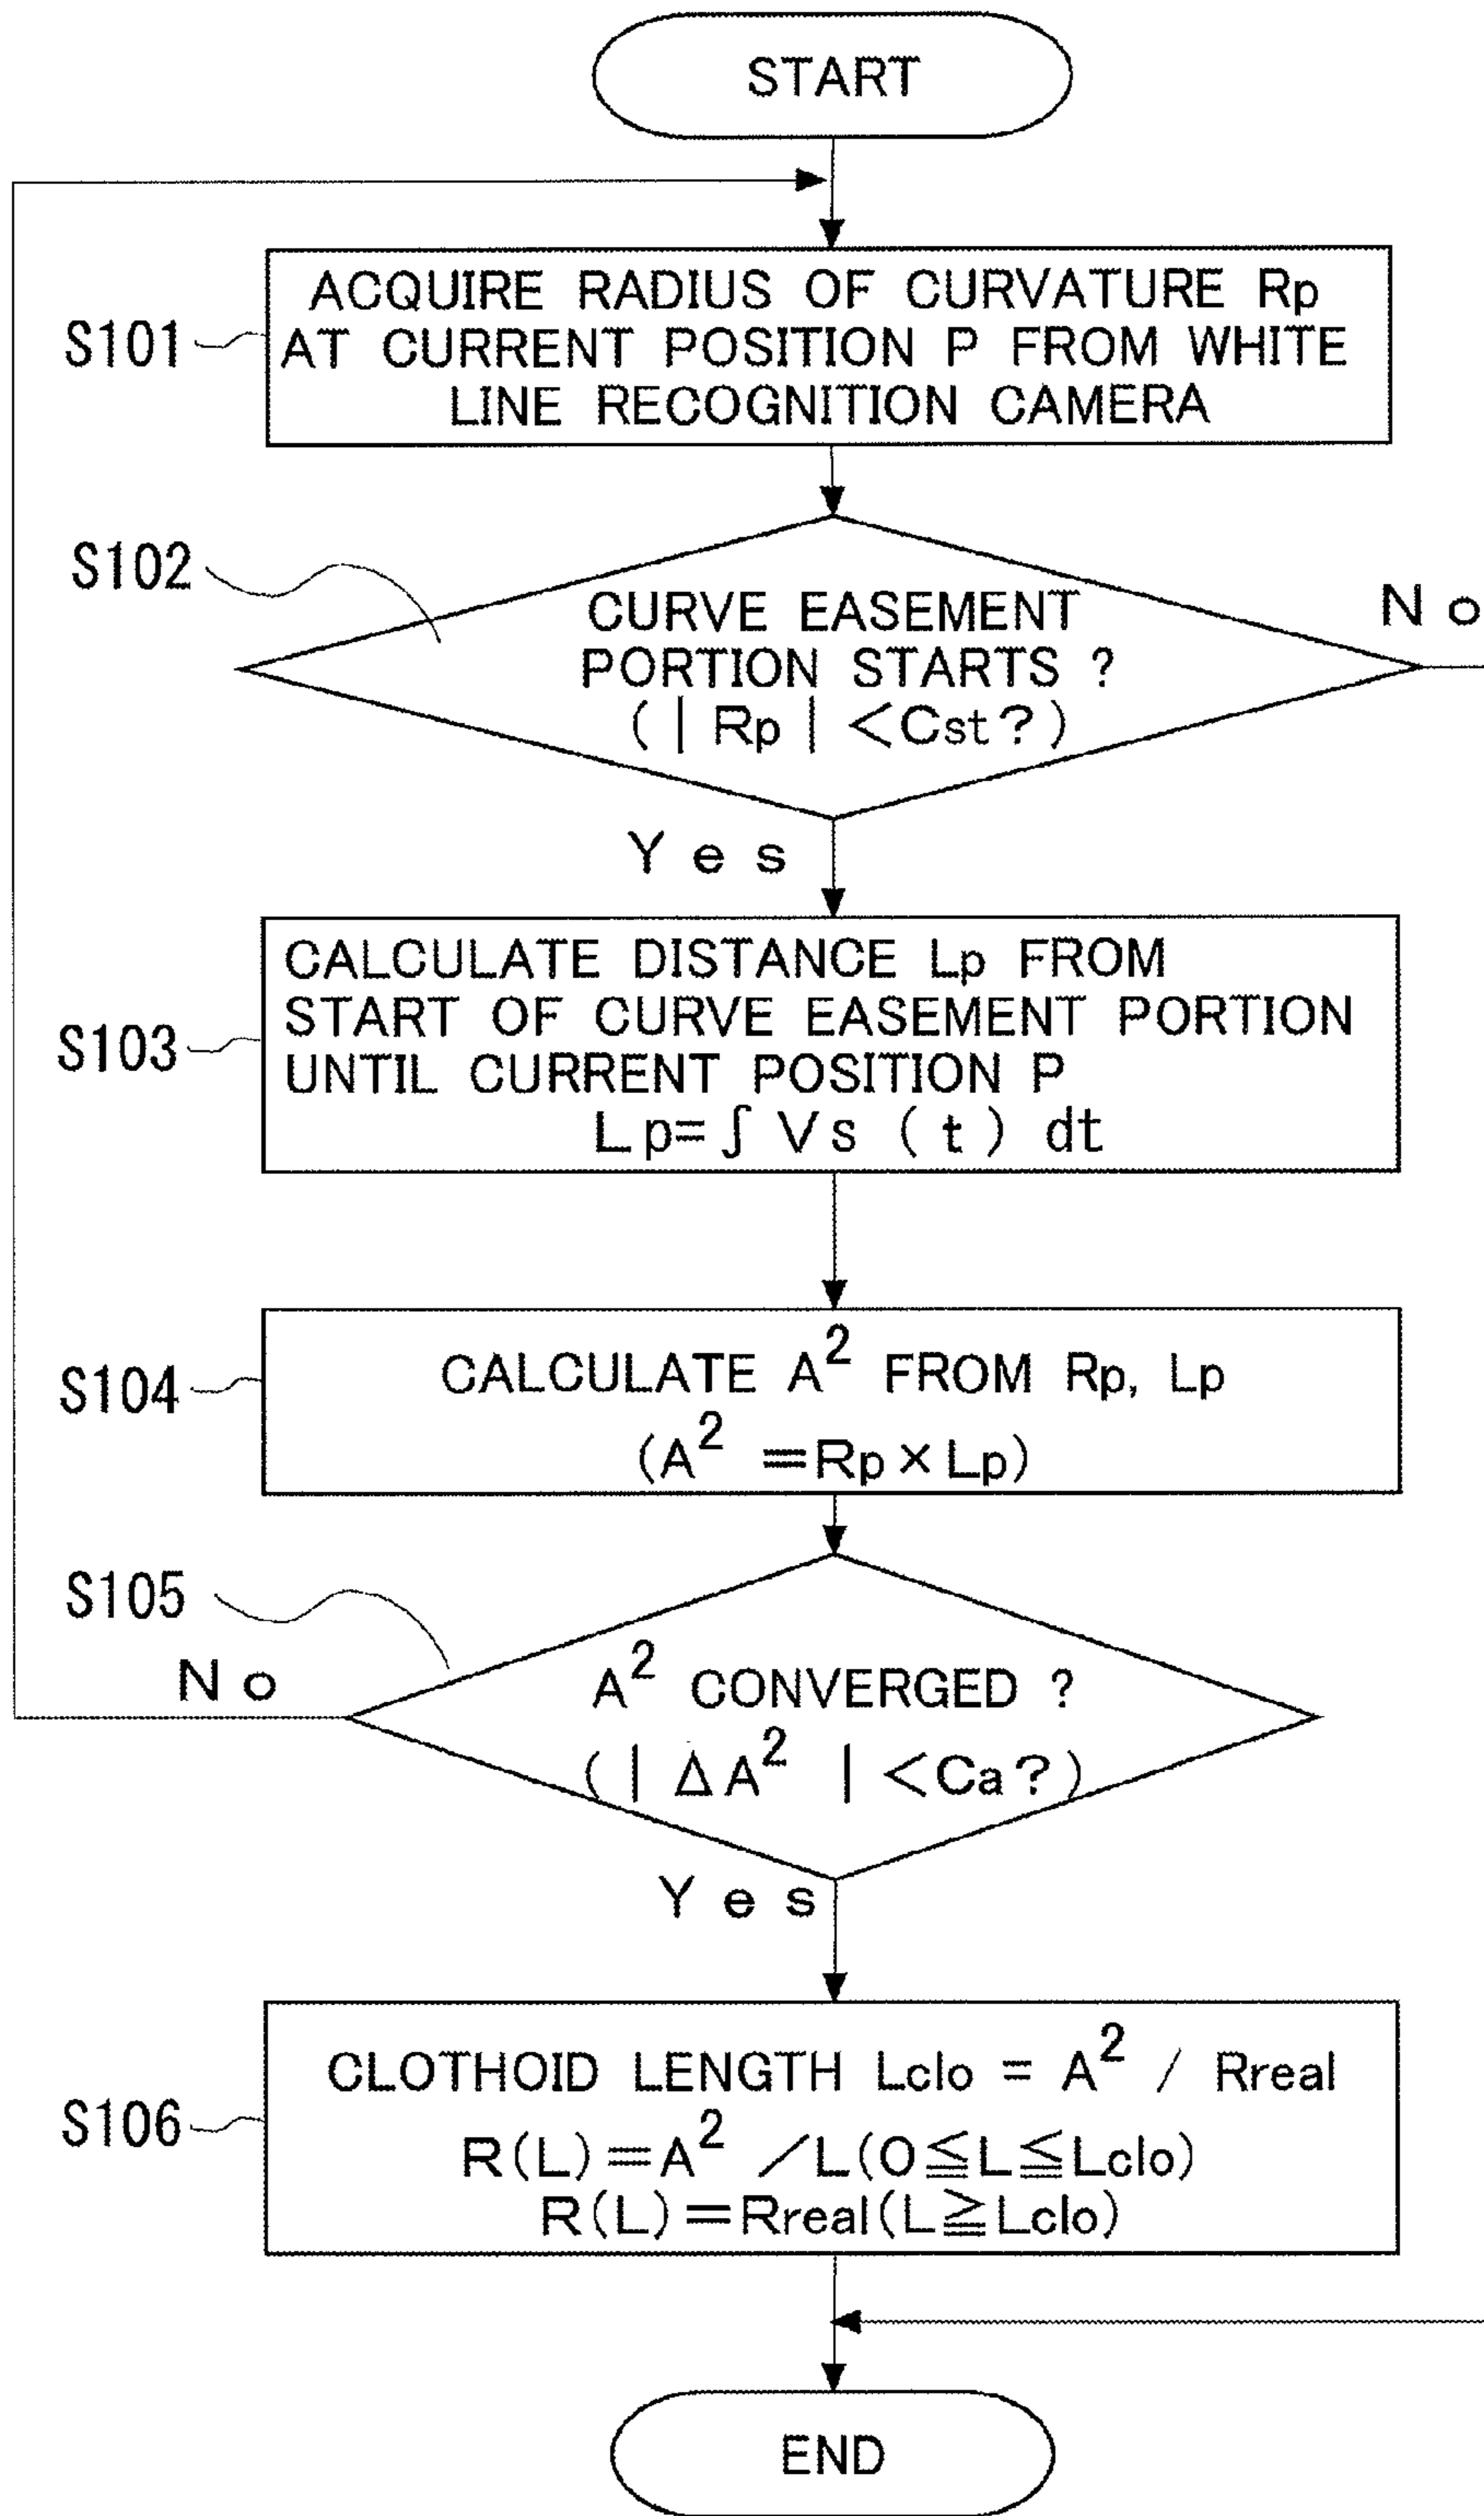 START
S101
ACQUIRE RADIUS OF CURVATURE Rp
AT CURRENT POSITION P FROM WHITE
LINE RECOGNITION CAMERA
S102
CURVE EASEMENT
PORTION STARTS ?
(| Rp | <Cst?)
No
Yes
S103
CALCULATE DISTANCE Lp FROM
START OF CURVE EASEMENT PORTION
UNTIL CURRENT POSITION P
Lp=∫Vs (t) dt
S104
CALCULATE A² FROM Rp, Lp
(A² =Rp×Lp)
S105
A² CONVERGED ?
(| ΔA² | <Ca?)
No
Yes
S106
CLOTHOID LENGTH Lclo = A² / Rreal
R(L)=A² /L(0≦L≦Lclo)
R(L)=Rreal(L≧Lclo)
END